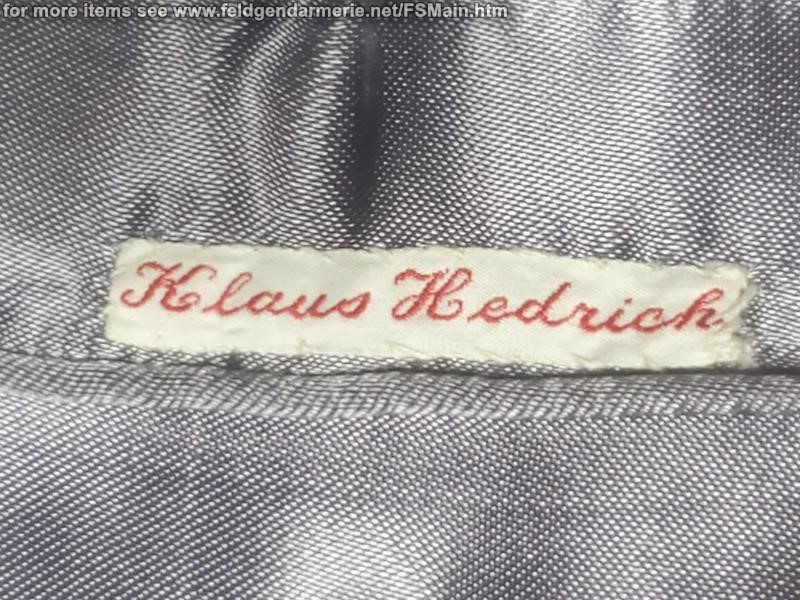 for more items see www.feldgendarmerie.net/FSMain.htm
Klaus Hedrich